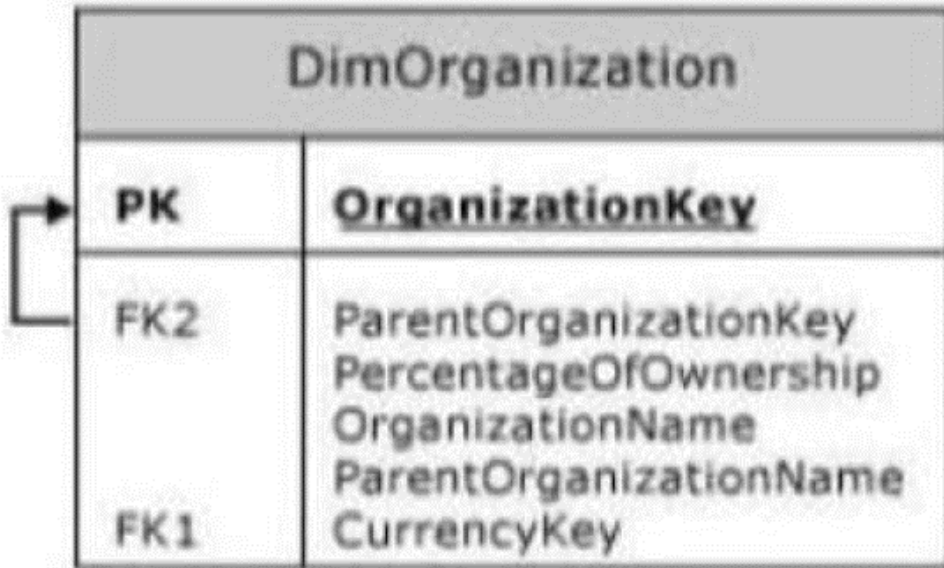 DimOrganization
PK OrganizationKey
FK2 ParentOrganizationKey
PercentageOfOwnership
OrganizationName
ParentOrganizationName
FK1 CurrencyKey